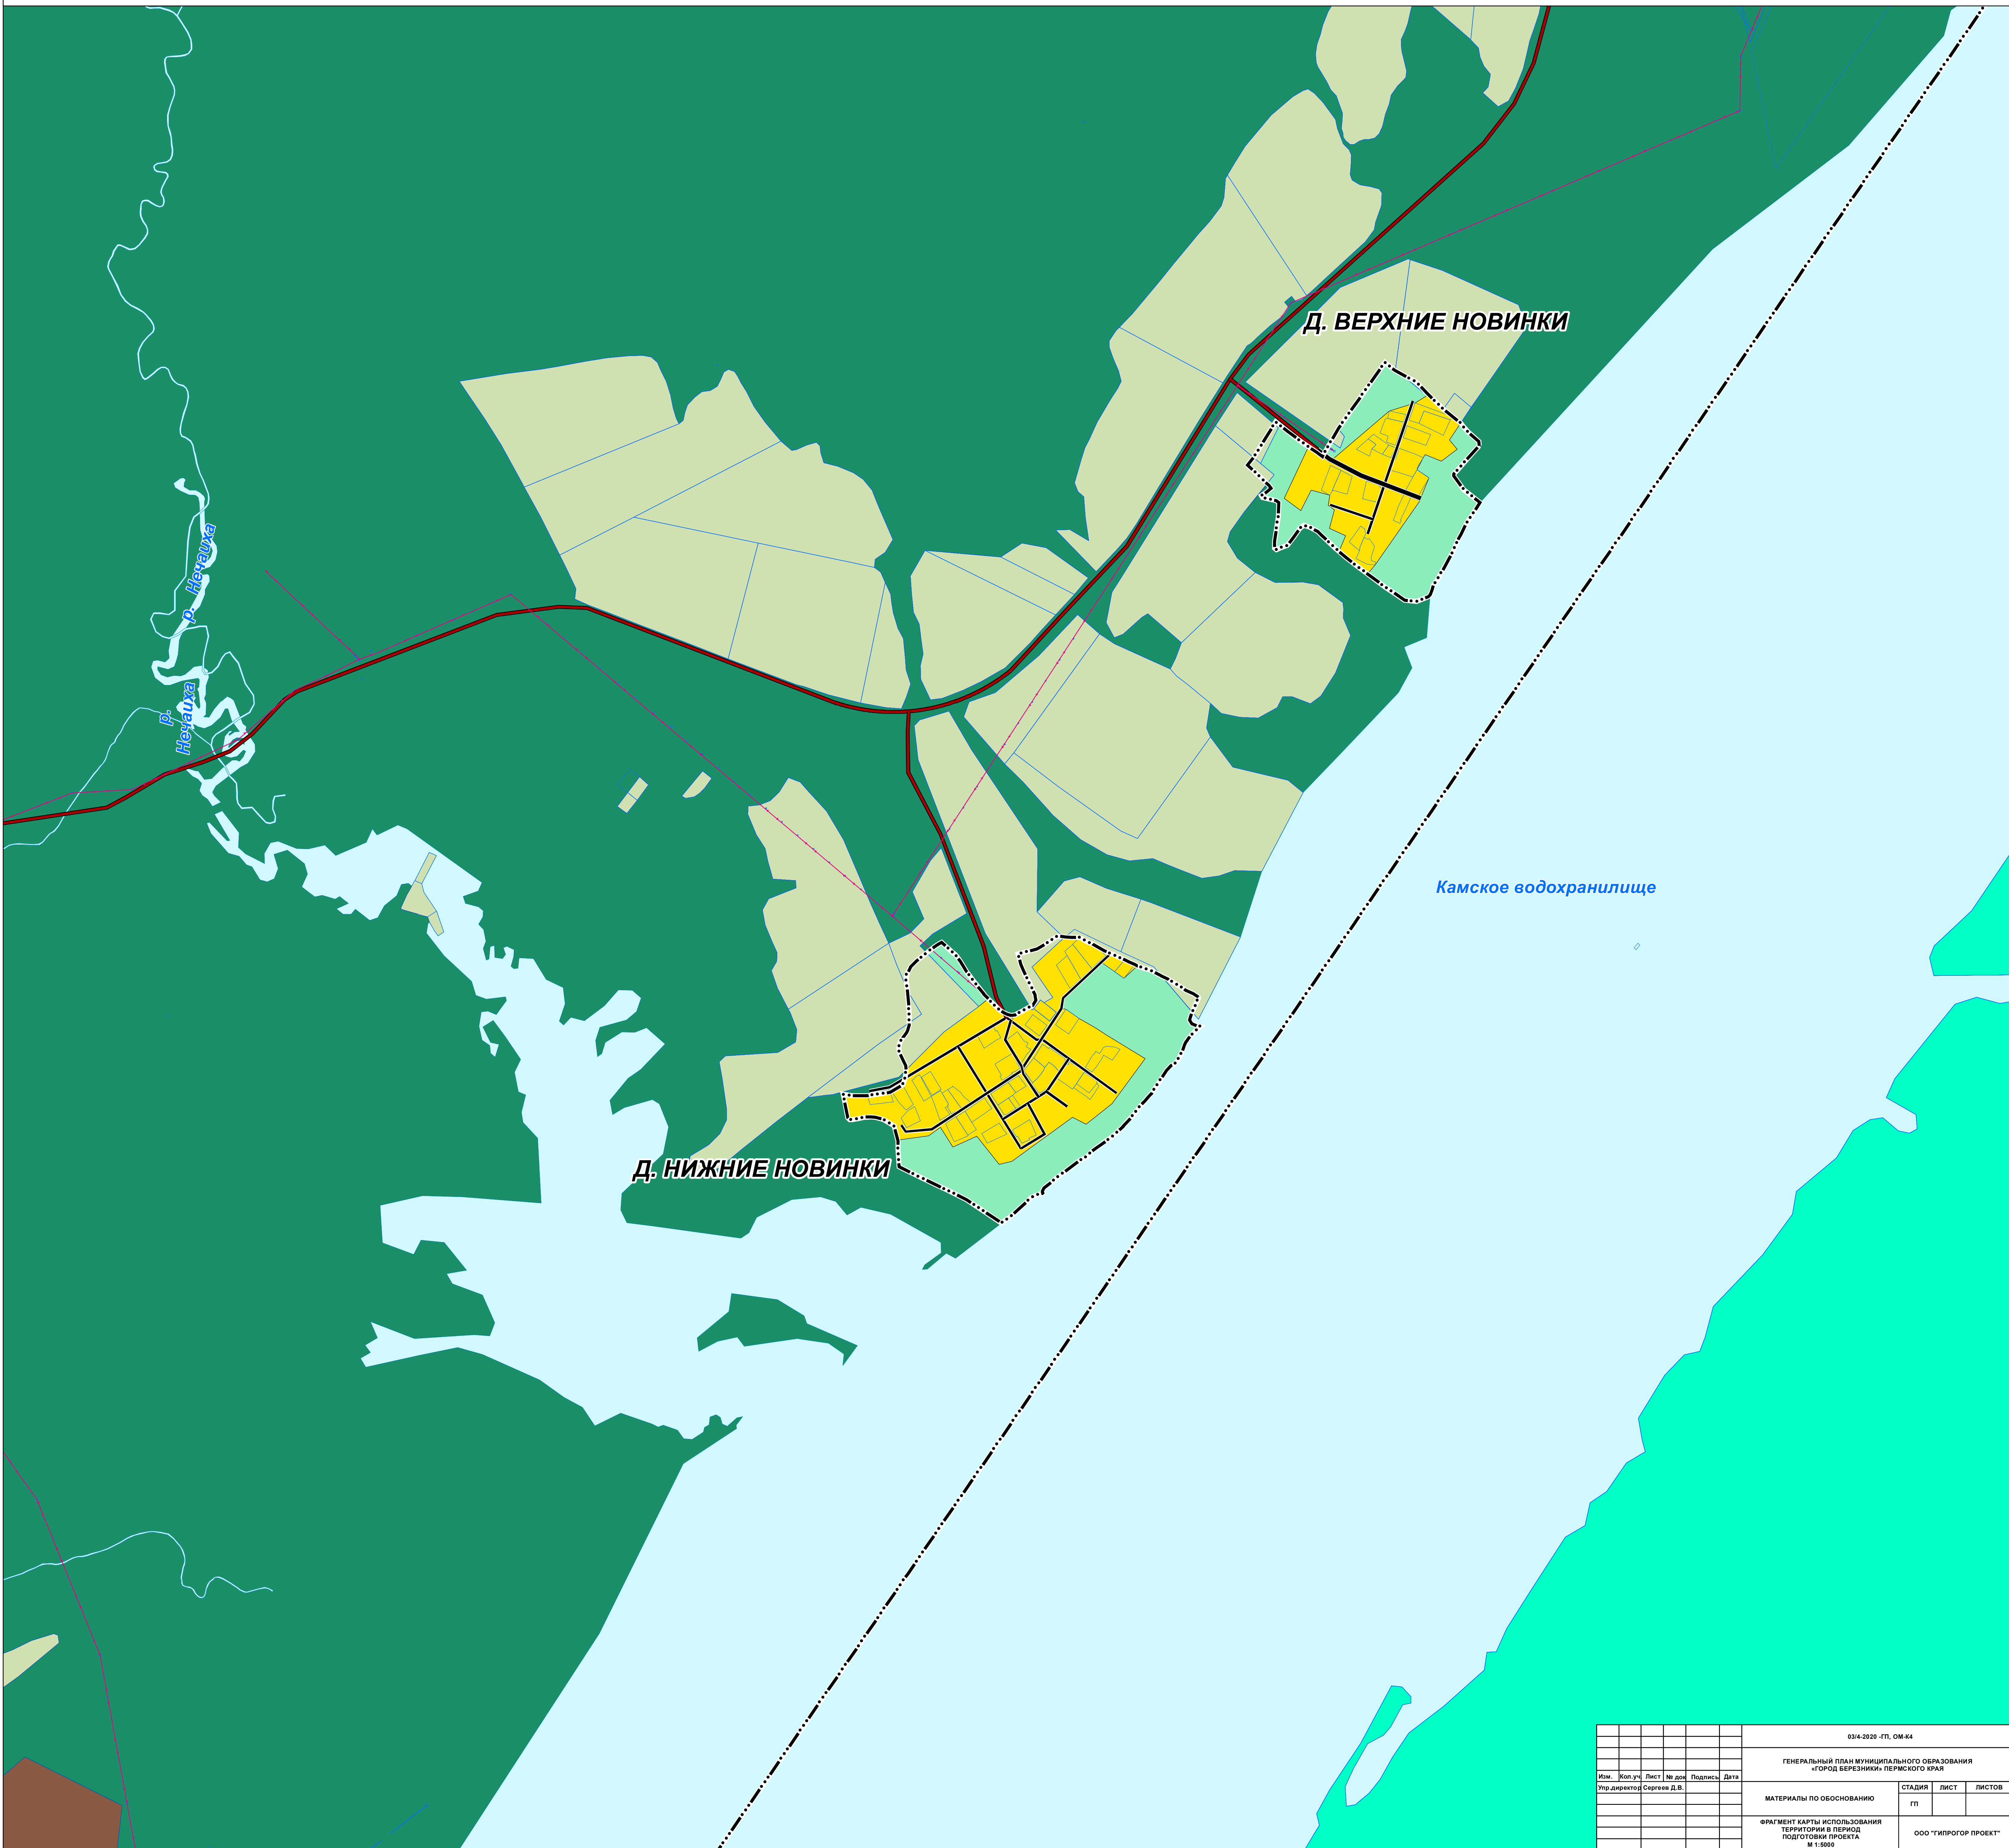 Д. ВЕРХНИЕ НОВИНКИ
р. Нечаиха
р.
Нечаиха
Камское водохранилище
Д. НИЖНИЕ НОВИНКИ
03/4-2020 -ГП, ОМ-К4
ГЕНЕРАЛЬНЫЙ ПЛАН МУНИЦИПАЛЬНОГО ОБРАЗОВАНИЯ
«ГОРОД БЕРЕЗНИКИ» ПЕРМСКОГО КРАЯ
Изм. Кол.уч Лист № док Подпись Дата
Упр.директор Сергеев Д.В.
МАТЕРИАЛЫ ПО ОБОСНОВАНИЮ
СТАДИЯ ЛИСТ ЛИСТОВ
ГП
ФРАГМЕНТ КАРТЫ ИСПОЛЬЗОВАНИЯ
ТЕРРИТОРИИ В ПЕРИОД
ПОДГОТОВКИ ПРОЕКТА
М 1:5000
ООО "ГИПРОГОР ПРОЕКТ"